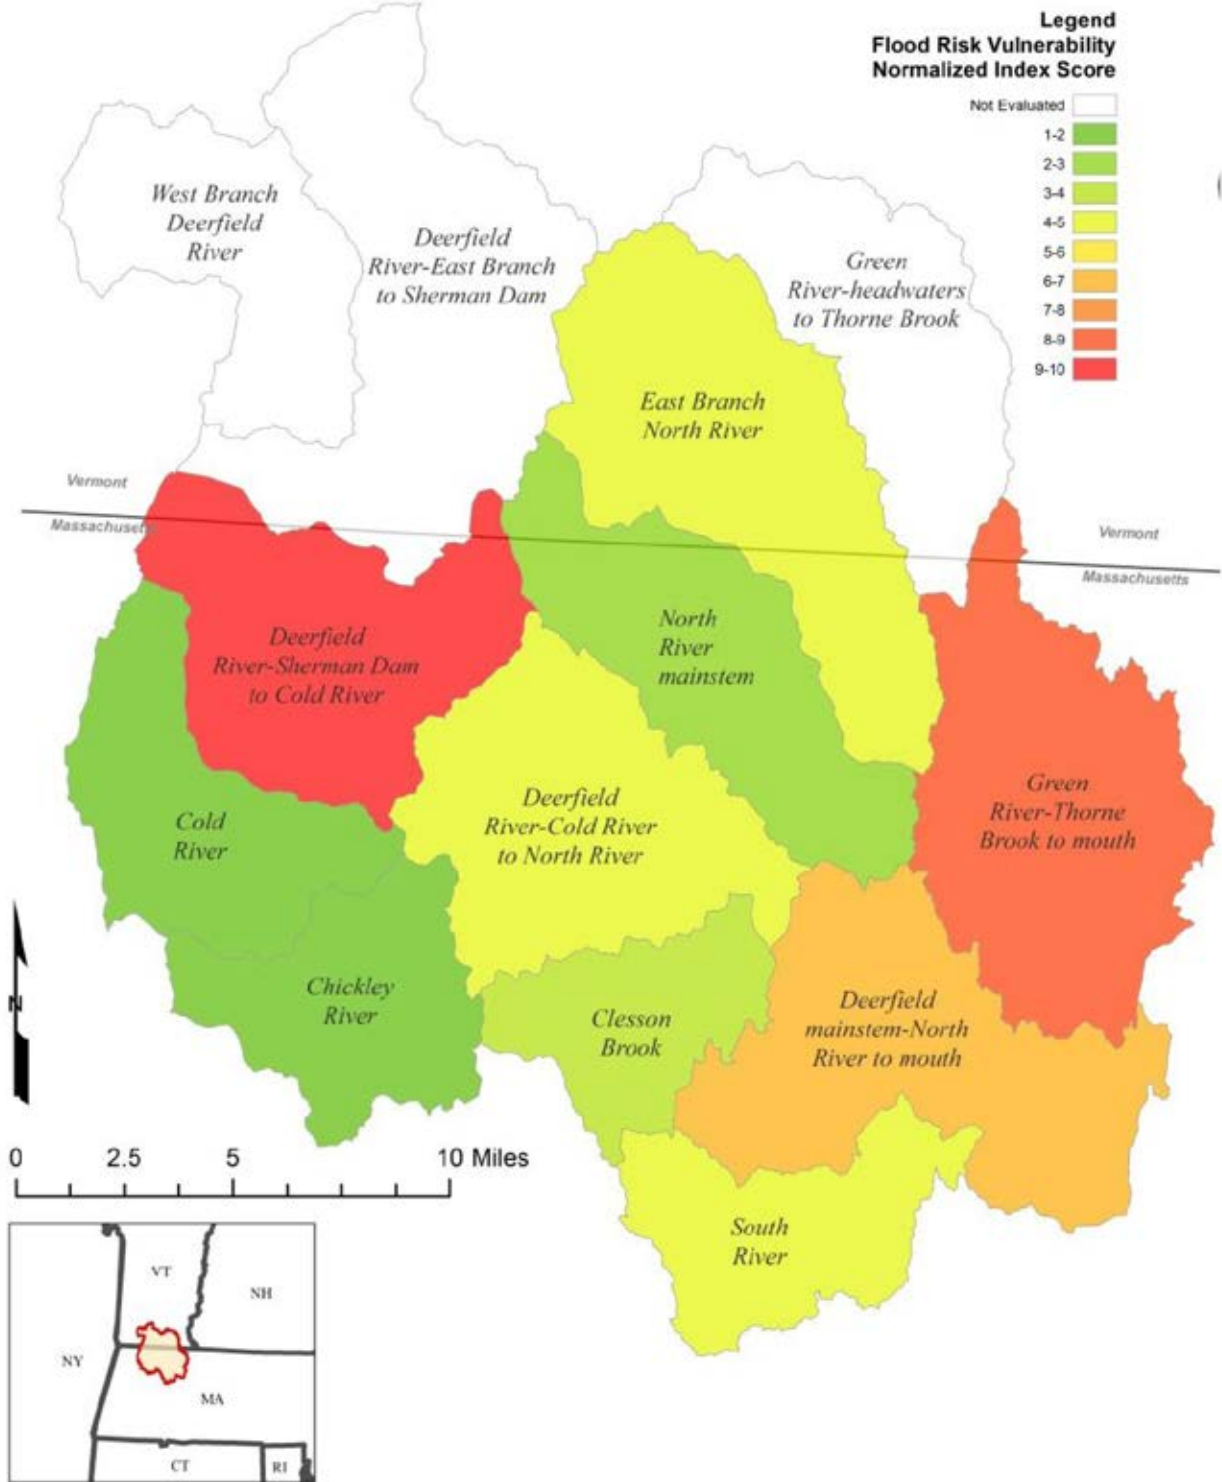 Legend
Flood Risk Vulnerability
Normalized Index Score
Not Evaluated
1-2
2-3
3-4
4-5
5-6
6-7
7-8
8-9
9-10
West Branch
Deerfield
River
Deerfield
River-East Branch
to Sherman Dam
Green
River-headwaters
to Thorne Brook
East Branch
North River
Vermont
Massachusetts
Vermont
Massachusetts
Deerfield
River-Sherman Dam
to Cold River
North
River
mainstem
Cold
River
Deerfield
River-Cold River
to North River
Green
River-Thorne
Brook to mouth
Chickley
River
Clesson
Brook
Deerfield
mainstem-North
River to mouth
South
River
N
0 2.5 5 10 Miles
VT
NH
NY
MA
CT
RI